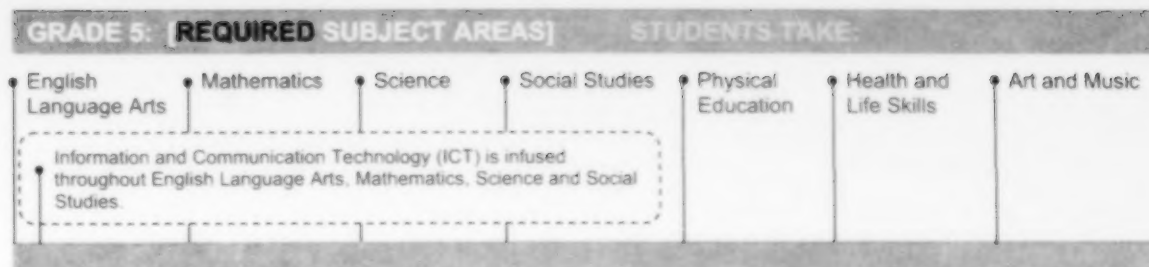 GRADE 5: [REQUIRED SUBJECT AREAS] STUDENTS TAKE:
English
Language Arts
Mathematics
Science
Social Studies
Physical
Education
Health and
Life Skills
Art and Music
Information and Communication Technology (ICT) is infused
throughout English Language Arts, Mathematics, Science and Social
Studies.